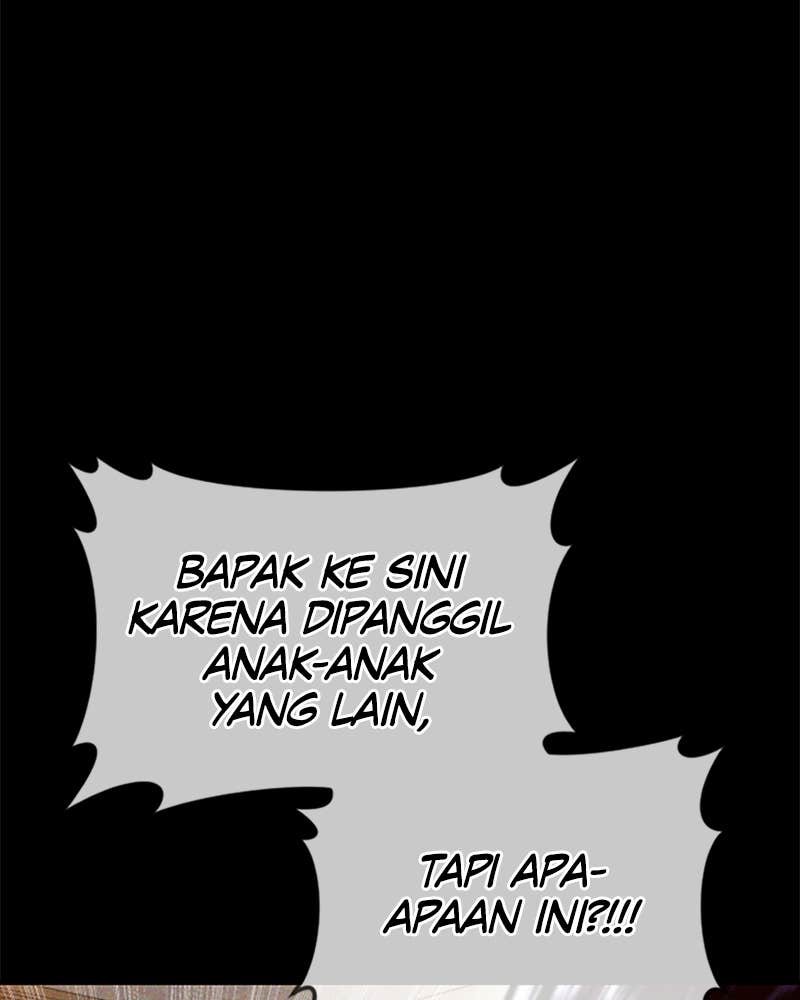 BAPAK KE SINI
KARENA DIPANGGIL
ANAK-ANAK
YANG LAIN,
TAPI APA-
APAAN INI?!!!